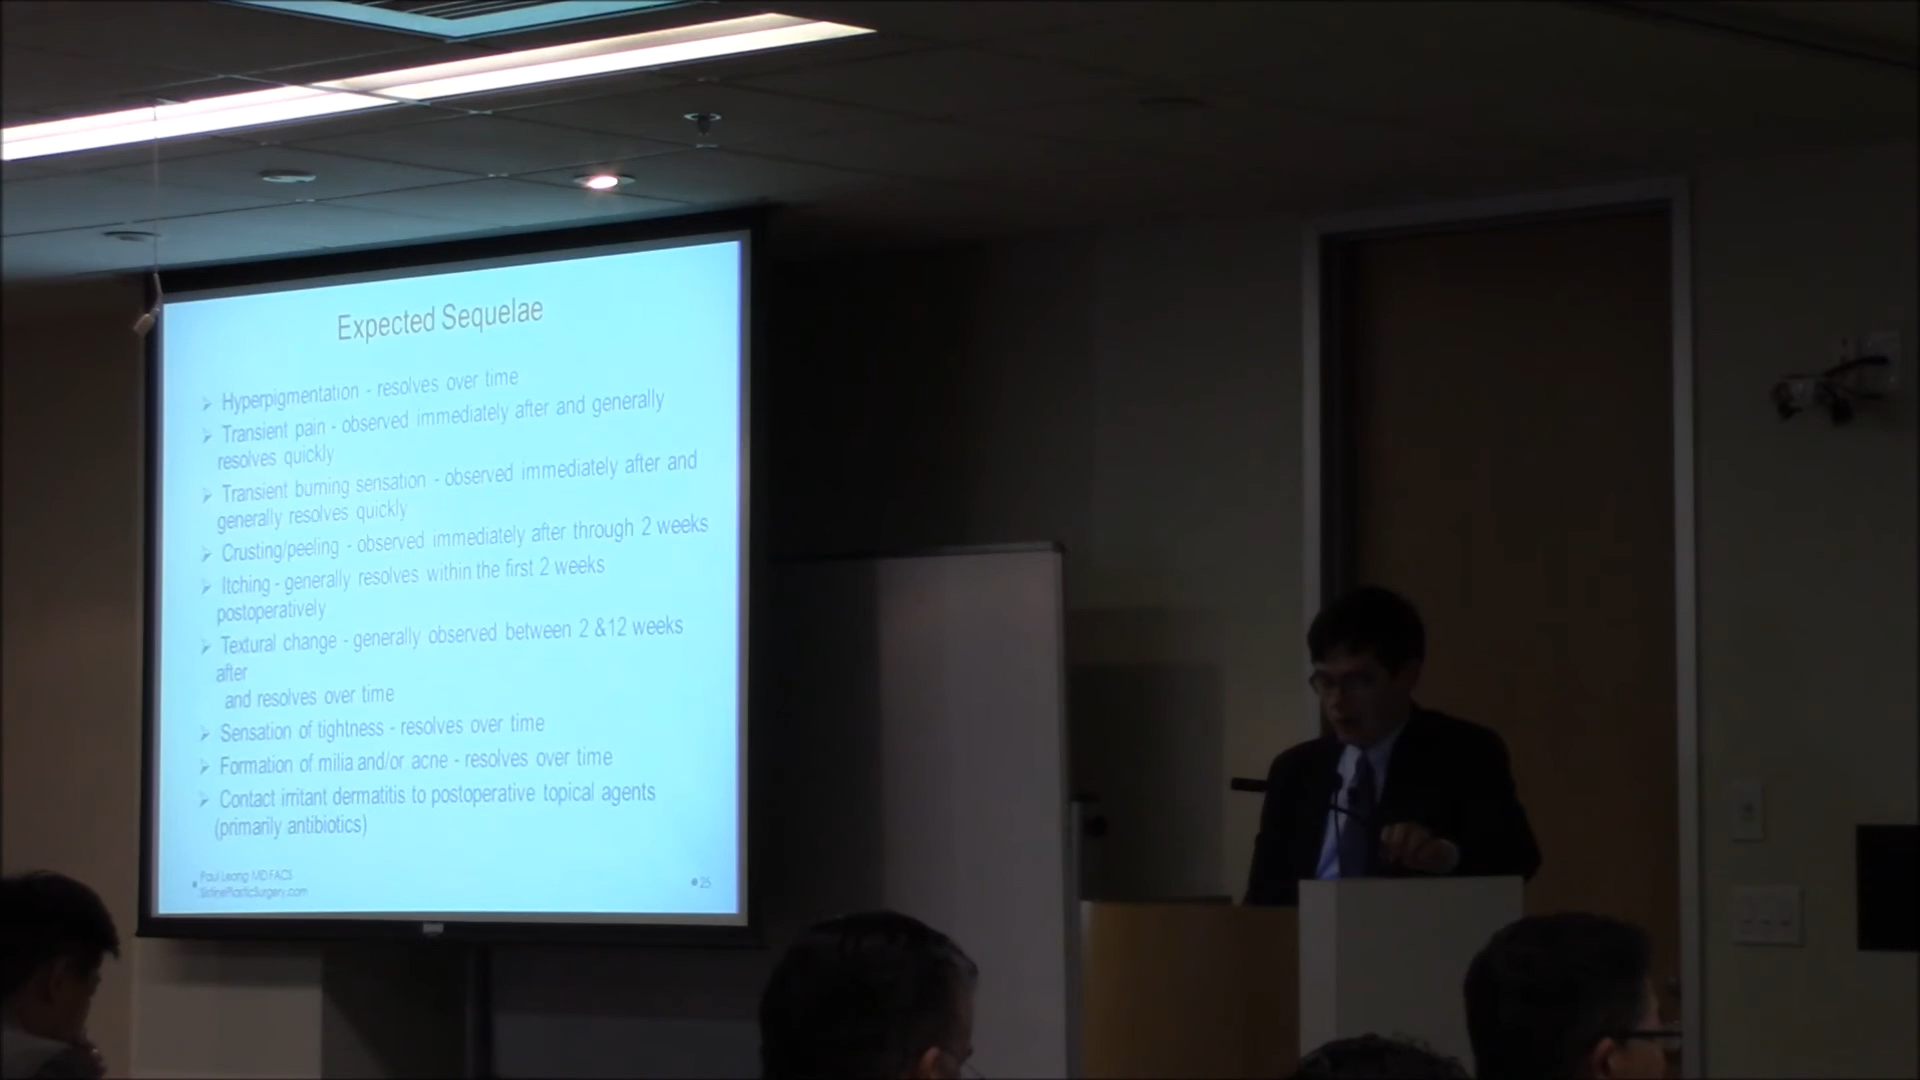 Expected Sequelae
➢ Hyperpigmentation - resolves over time
➢ Transient pain - observed immediately after and generally
resolves quickly
➢ Transient burning sensation - observed immediately after and
generally resolves quickly
➢ Crusting/peeling - observed immediately after through 2 weeks
➢ Itching - generally resolves within the first 2 weeks
postoperatively
➢ Textural change - generally observed between 2 &12 weeks
after
and resolves over time
➢ Sensation of tightness - resolves over time
➢ Formation of milia and/or acne - resolves over time
➢ Contact irritant dermatitis to postoperative topical agents
(primarily antibiotics)
• Paul Leong MD FACS
• 25